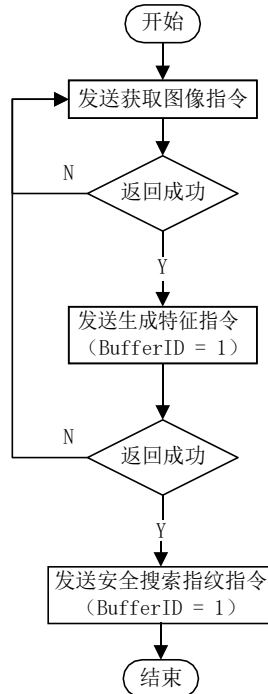 开始
发送获取图像指令
N
返回成功
Y
发送生成特征指令
（BufferID = 1）
N
返回成功
Y
发送安全搜索指纹指令
（BufferID = 1）
结束